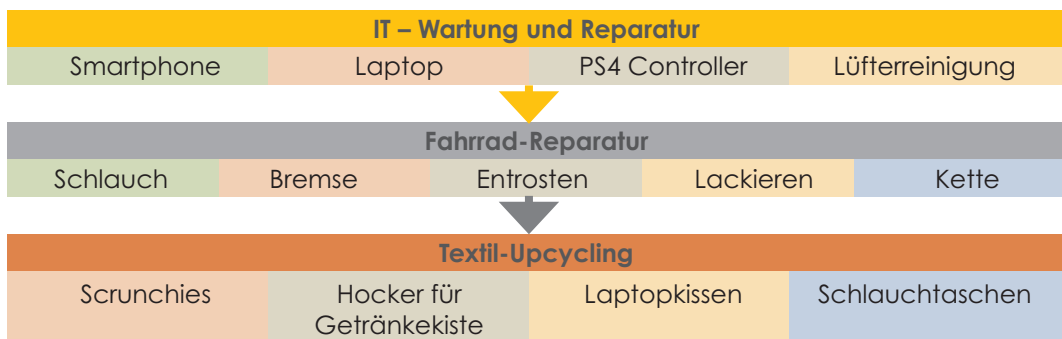 IT – Wartung und Reparatur
Smartphone Laptop PS4 Controller Lüfterreinigung
Fahrrad-Reparatur
Schlauch Bremse Entrosten Lackieren Kette
Textil-Upcycling
Scrunchies Hocker für Laptopkissen Schlauchtaschen
Getränkekiste